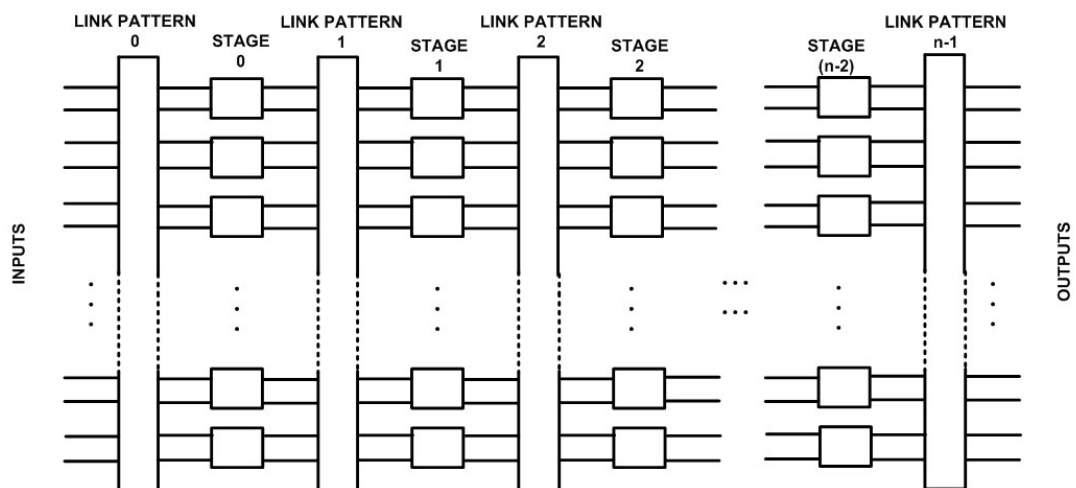 LINK PATTERN
0
STAGE
0
LINK PATTERN
1
STAGE
1
LINK PATTERN
2
STAGE
2
STAGE
(n-2)
LINK PATTERN
n-1
INPUTS
OUTPUTS